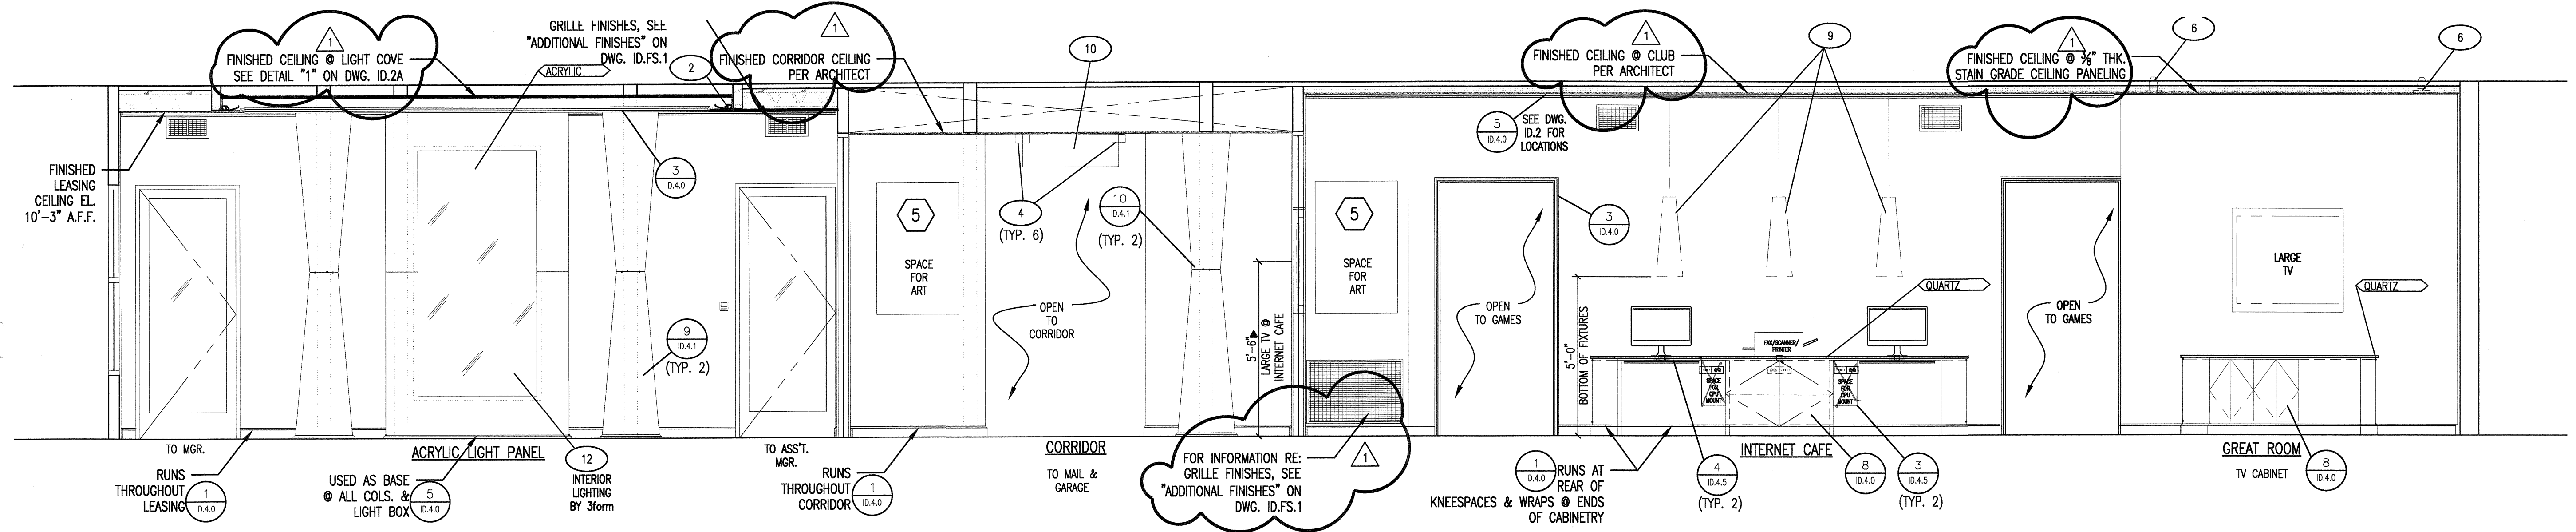 1
FINISHED CEILING @ LIGHT COVE
SEE DETAIL "1" ON DWG. ID.2A
GRILLE FINISHES, SEE
"ADDITIONAL FINISHES" ON
DWG. ID.FS.1
ACRYLIC
2
1
FINISHED CORRIDOR CEILING
PER ARCHITECT
10
1
FINISHED CEILING @ CLUB
PER ARCHITECT
9
1
FINISHED CEILING @ ⅝" THK.
STAIN GRADE CEILING PANELING
6
6
FINISHED
LEASING
CEILING EL.
10'-3" A.F.F.
3
ID.4.0
5
SPACE
FOR
ART
4
(TYP. 6)
10
ID.4.1
(TYP. 2)
OPEN
TO
CORRIDOR
9
ID.4.1
(TYP. 2)
5'-6"
LARGE TV @
INTERNET CAFE
5
ID.4.0
SEE DWG.
ID.2 FOR
LOCATIONS
5
SPACE
FOR
ART
3
ID.4.0
OPEN
TO GAMES
5'-0"
BOTTOM OF FIXTURES
FAX/SCANNER/
PRINTER
SPACE
FOR
CPU
MOUNT
SPACE
FOR
CPU
MOUNT
QUARTZ
OPEN
TO GAMES
LARGE
TV
QUARTZ
TO MGR.
RUNS
THROUGHOUT
LEASING
1
ID.4.0
ACRYLIC LIGHT PANEL
USED AS BASE
@ ALL COLS. &
LIGHT BOX
5
ID.4.0
12
INTERIOR
LIGHTING
BY 3form
TO ASS'T.
MGR.
RUNS
THROUGHOUT
CORRIDOR
1
ID.4.0
CORRIDOR
TO MAIL &
GARAGE
FOR INFORMATION RE:
GRILLE FINISHES, SEE
"ADDITIONAL FINISHES" ON
DWG. ID.FS.1
1
1
ID.4.0
RUNS AT
REAR OF
KNEESPACES & WRAPS @ ENDS
OF CABINETRY
4
ID.4.5
(TYP. 2)
INTERNET CAFE
8
ID.4.0
3
ID.4.5
(TYP. 2)
GREAT ROOM
TV CABINET
8
ID.4.0